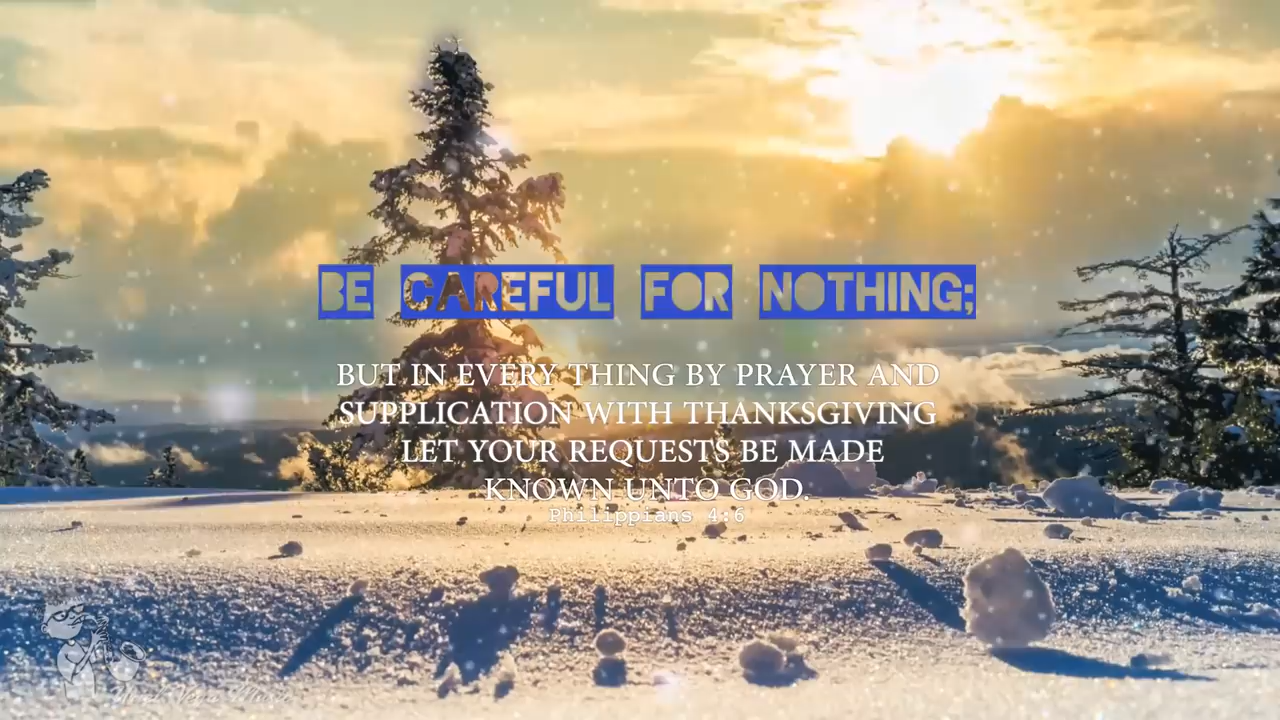 BE CAREFUL FOR NOTHING;
BUT IN EVERY THING BY PRAYER AND
SUPPLICATION WITH THANKSGIVING
LET YOUR REQUESTS BE MADE
KNOWN UNTO GOD.
Philippians 4:6